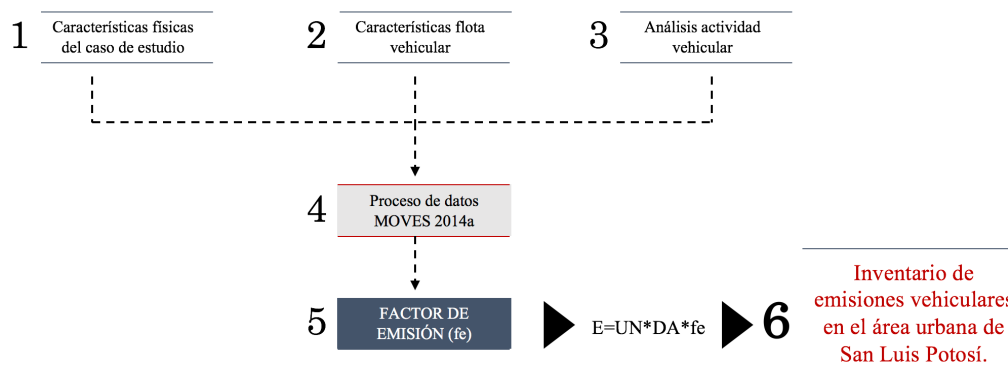 1
Características físicas
del caso de estudio
2
Características flota
vehicular
3
Análisis actividad
vehicular
4
Proceso de datos
MOVES 2014a
5
FACTOR DE
EMISIÓN (fe)
E=UN*DA*fe
6
Inventario de
emisiones vehiculares
en el área urbana de
San Luis Potosí.